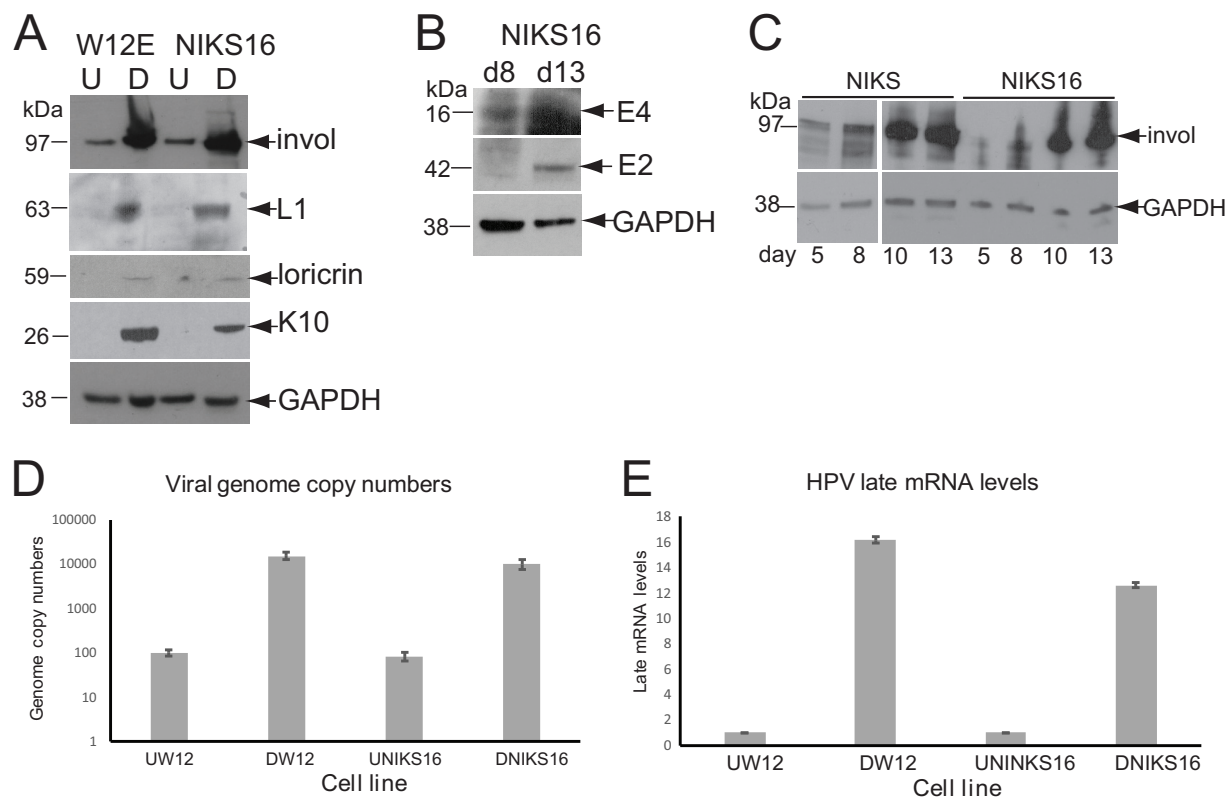 A
W12E NIKS16
U D U D
kDa
97 invol
63 L1
59 loricrin
26 K10
38 GAPDH
B
NIKS16
d8 d13
kDa
16 E4
42 E2
38 GAPDH
C
NIKS NIKS16
kDa
97 invol
38 GAPDH
day 5 8 10 13 5 8 10 13
D
Viral genome copy numbers
Genome copy numbers
100000
10000
1000
100
10
1
UW12 DW12 UNIKS16 DNIKS16
Cell line
E
HPV late mRNA levels
Late mRNA levels
18
16
14
12
10
8
6
4
2
0
UW12 DW12 UNINKS16 DNIKS16
Cell line